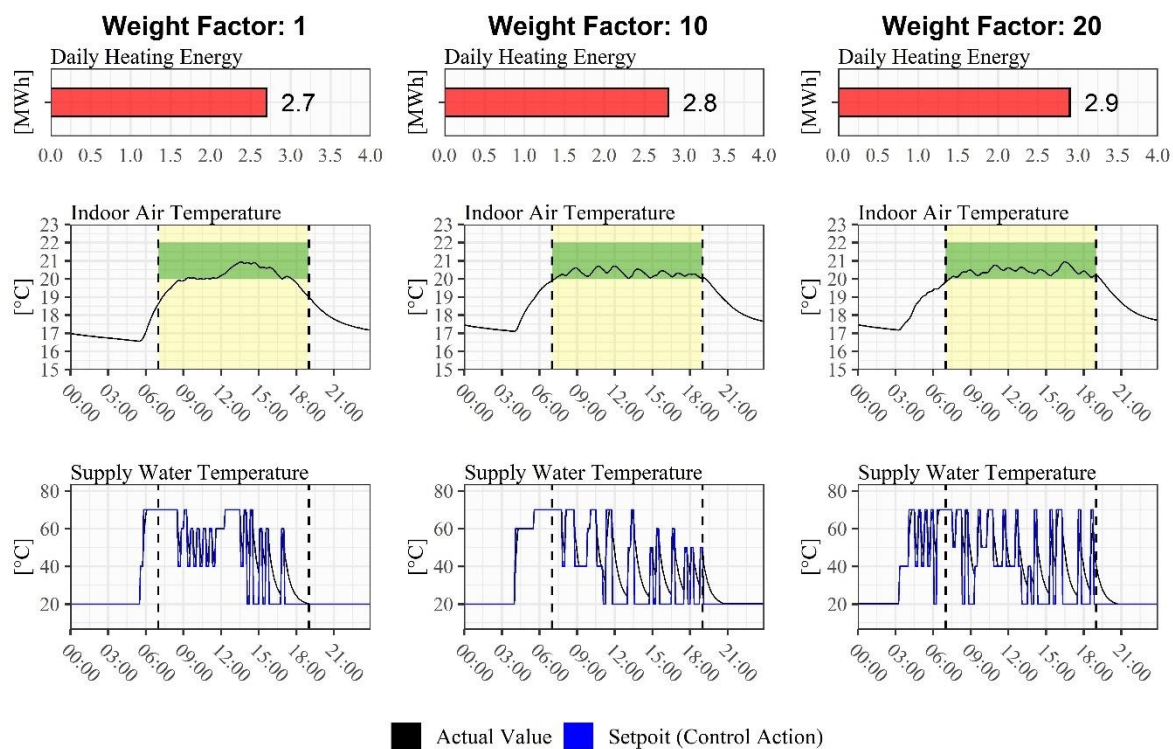 Weight Factor: 1 Weight Factor: 10 Weight Factor: 20
Daily Heating Energy Daily Heating Energy Daily Heating Energy
[MWh] 2.7 [MWh] 2.8 [MWh] 2.9
0.0 0.5 1.0 1.5 2.0 2.5 3.0 3.5 4.0 0.0 0.5 1.0 1.5 2.0 2.5 3.0 3.5 4.0 0.0 0.5 1.0 1.5 2.0 2.5 3.0 3.5 4.0
Indoor Air Temperature Indoor Air Temperature Indoor Air Temperature
23 23 23
22 22 22
21 21 21
20 20 20
[°C] 19 [°C] 19 [°C] 19
18 18 18
17 17 17
16 16 16
15 15 15
00:00 03:00 06:00 09:00 12:00 15:00 18:00 21:00 00:00 03:00 06:00 09:00 12:00 15:00 18:00 21:00 00:00 03:00 06:00 09:00 12:00 15:00 18:00 21:00
Supply Water Temperature Supply Water Temperature Supply Water Temperature
80 80 80
60 60 60
[°C] 40 [°C] 40 [°C] 40
20 20 20
00:00 03:00 06:00 09:00 12:00 15:00 18:00 21:00 00:00 03:00 06:00 09:00 12:00 15:00 18:00 21:00 00:00 03:00 06:00 09:00 12:00 15:00 18:00 21:00
Actual Value Setpoit (Control Action)